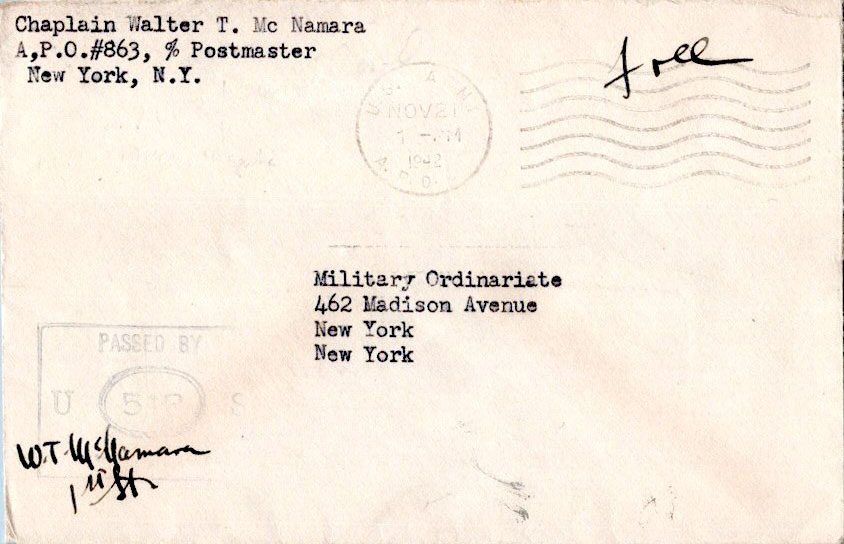 Chaplain Walter T. Mc Namara
A,P.O.#863, % Postmaster
New York, N.Y.
free
U. S. ARMY
NOV 21
1942
A. P. O.
Military Ordinariate
462 Madison Avenue
New York
New York
PASSED BY
U S
W.T. McNamara
1st Lt